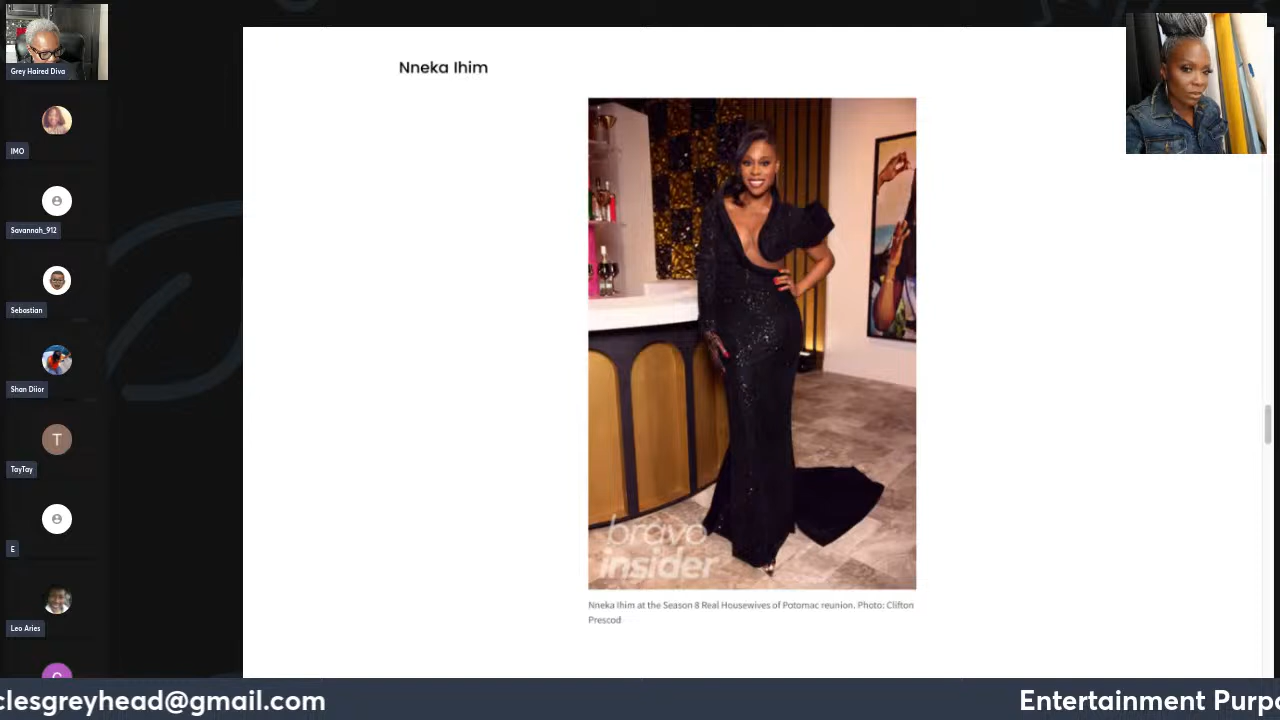 Grey Haired Diva
IMO
Savannah_912
Sebastian
Shan Diior
T
TayTay
E
Leo Aries
Nneka Ihim
bravo
insider
Nneka Ihim at the Season 8 Real Housewives of Potomac reunion. Photo: Clifton
Prescod
clesgreyhead@gmail.com
Entertainment Purpo